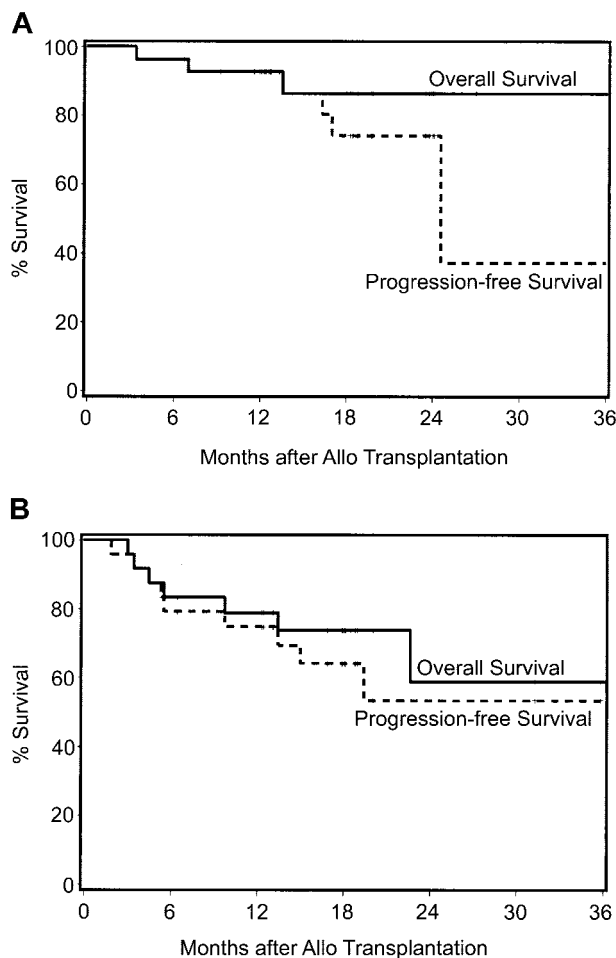 A
100
80
60
40
20
0
% Survival
Overall Survival
Progression-free Survival
0 6 12 18 24 30 36
Months after Allo Transplantation
B
100
80
60
40
20
0
% Survival
Overall Survival
Progression-free Survival
0 6 12 18 24 30 36
Months after Allo Transplantation